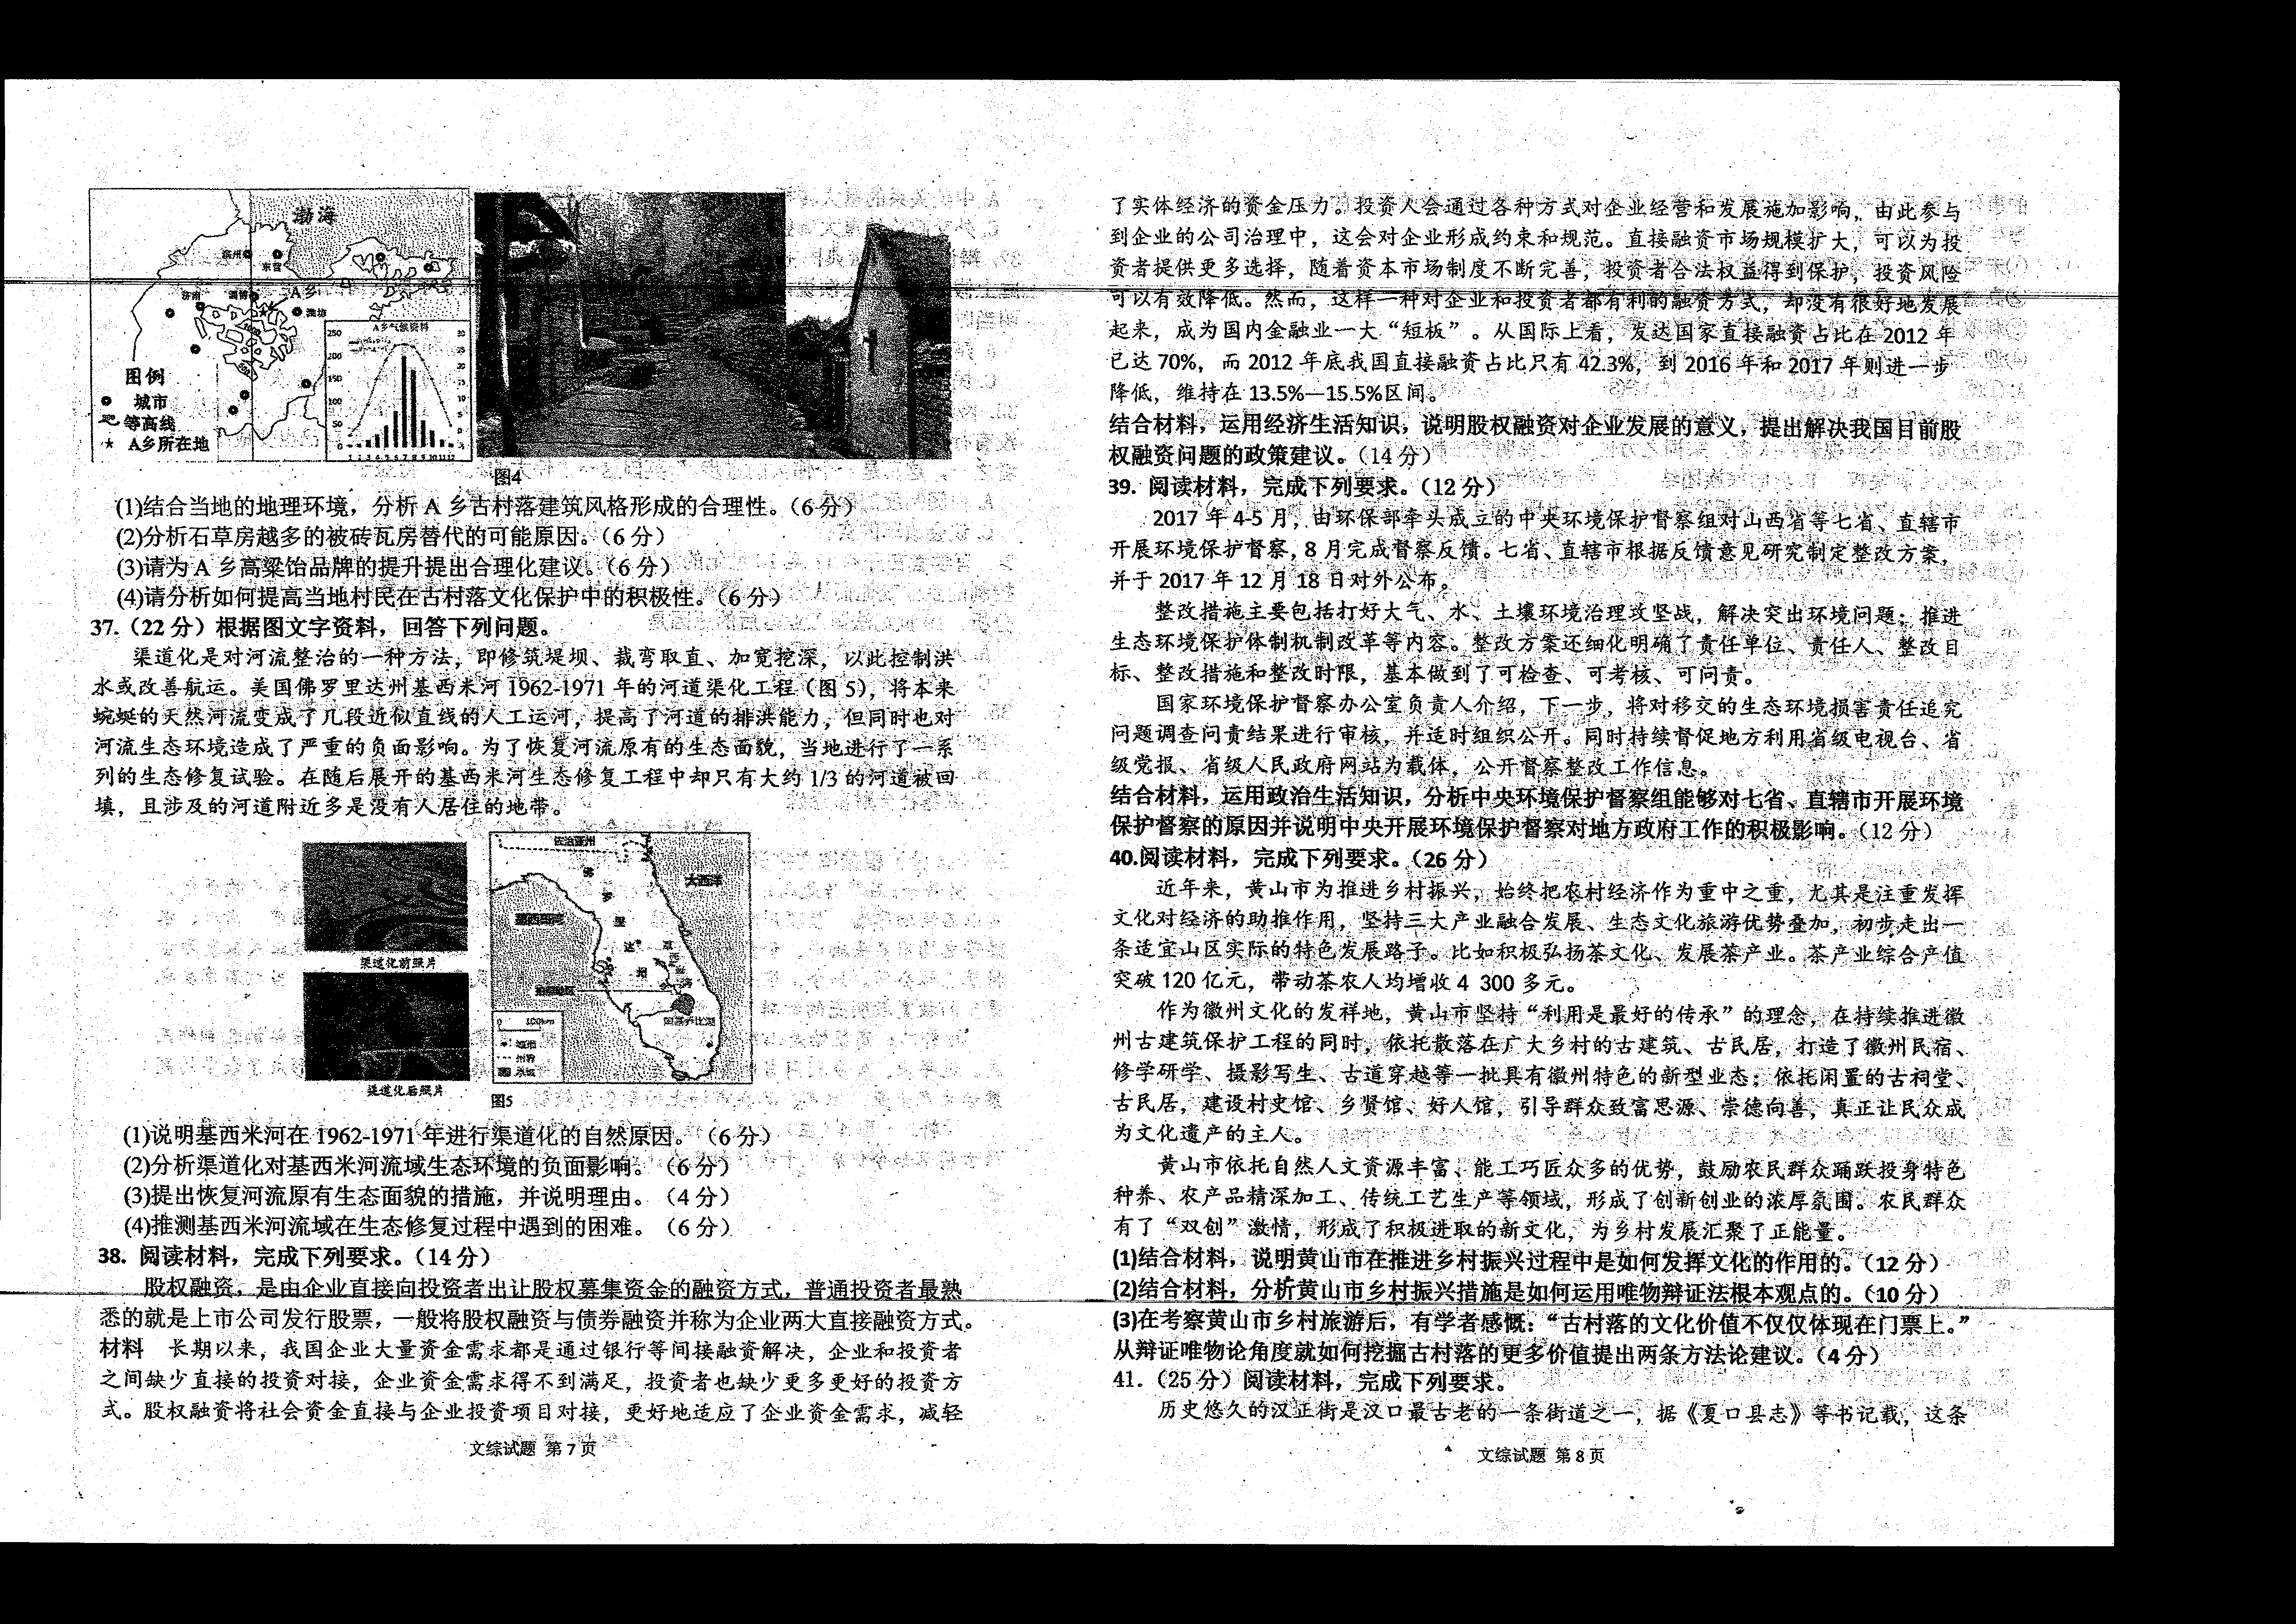 渤海
滨州
东营
济南
淄博
A乡
潍坊
A乡气候资料
250
200
150
100
50
0
30
25
20
15
10
5
0
-5
1 2 3 4 5 6 7 8 9 10 11 12
图例
城市
等高线
A乡所在地
图4
(1)结合当地的地理环境，分析 A 乡古村落建筑风格形成的合理性。（6 分）
(2)分析石草房越多的被砖瓦房替代的可能原因。（6 分）
(3)请为 A 乡高粱饴品牌的提升提出合理化建议。（6 分）
(4)请分析如何提高当地村民在古村落文化保护中的积极性。（6 分）
37.（22 分）根据图文字资料，回答下列问题。
渠道化是对河流整治的一种方法，即修筑堤坝、裁弯取直、加宽挖深，以此控制洪
水或改善航运。美国佛罗里达州基西米河 1962-1971 年的河道渠化工程（图 5），将本来
蜿蜒的天然河流变成了几段近似直线的人工运河，提高了河道的排洪能力，但同时也对
河流生态环境造成了严重的负面影响。为了恢复河流原有的生态面貌，当地进行了一系
列的生态修复试验。在随后展开的基西米河生态修复工程中却只有大约 1/3 的河道被回
填，且涉及的河道附近多是没有人居住的地带。
渠道化前照片
渠道化后照片
佐治亚州
大西洋
墨西哥湾
里
达
州
100km
城市
州界
水域
图5
(1)说明基西米河在 1962-1971 年进行渠道化的自然原因。（6 分）
(2)分析渠道化对基西米河流域生态环境的负面影响。（6 分）
(3)提出恢复河流原有生态面貌的措施，并说明理由。（4 分）
(4)推测基西米河流域在生态修复过程中遇到的困难。（6 分）
38. 阅读材料，完成下列要求。（14 分）
股权融资，是由企业直接向投资者出让股权募集资金的融资方式，普通投资者最熟
悉的就是上市公司发行股票，一般将股权融资与债券融资并称为企业两大直接融资方式。
材料 长期以来，我国企业大量资金需求都是通过银行等间接融资解决，企业和投资者
之间缺少直接的投资对接，企业资金需求得不到满足，投资者也缺少更多更好的投资方
式。股权融资将社会资金直接与企业投资项目对接，更好地适应了企业资金需求，减轻
文综试题 第 7 页
了实体经济的资金压力。投资人会通过各种方式对企业经营和发展施加影响，由此参与
到企业的公司治理中，这会对企业形成约束和规范。直接融资市场规模扩大，可以为投
资者提供更多选择，随着资本市场制度不断完善，投资者合法权益得到保护，投资风险
可以有效降低。然而，这样一种对企业和投资者都有利的融资方式，却没有很好地发展
起来，成为国内金融业一大“短板”。从国际上看，发达国家直接融资占比在 2012 年
已达 70%，而 2012 年底我国直接融资占比只有 42.3%，到 2016 年和 2017 年则进一步
降低，维持在 13.5%—15.5%区间。
结合材料，运用经济生活知识，说明股权融资对企业发展的意义，提出解决我国目前股
权融资问题的政策建议。（14 分）
39. 阅读材料，完成下列要求。（12 分）
2017 年 4-5 月，由环保部牵头成立的中央环境保护督察组对山西省等七省、直辖市
开展环境保护督察，8 月完成督察反馈。七省、直辖市根据反馈意见研究制定整改方案，
并于 2017 年 12 月 18 日对外公布。
整改措施主要包括打好大气、水、土壤环境治理攻坚战，解决突出环境问题；推进
生态环境保护体制机制改革等内容。整改方案还细化明确了责任单位、责任人、整改目
标、整改措施和整改时限，基本做到了可检查、可考核、可问责。
国家环境保护督察办公室负责人介绍，下一步，将对移交的生态环境损害责任追究
问题调查问责结果进行审核，并适时组织公开。同时持续督促地方利用省级电视台、省
级党报、省级人民政府网站为载体，公开督察整改工作信息。
结合材料，运用政治生活知识，分析中央环境保护督察组能够对七省、直辖市开展环境
保护督察的原因并说明中央开展环境保护督察对地方政府工作的积极影响。（12 分）
40.阅读材料，完成下列要求。（26 分）
近年来，黄山市为推进乡村振兴，始终把农村经济作为重中之重，尤其是注重发挥
文化对经济的助推作用，坚持三大产业融合发展、生态文化旅游优势叠加，初步走出一
条适宜山区实际的特色发展路子。比如积极弘扬茶文化、发展茶产业。茶产业综合产值
突破 120 亿元，带动茶农人均增收 4 300 多元。
作为徽州文化的发祥地，黄山市坚持“利用是最好的传承”的理念，在持续推进徽
州古建筑保护工程的同时，依托散落在广大乡村的古建筑、古民居，打造了徽州民宿、
修学研学、摄影写生、古道穿越等一批具有徽州特色的新型业态；依托闲置的古祠堂、
古民居，建设村史馆、乡贤馆、好人馆，引导群众致富思源、崇德向善，真正让民众成
为文化遗产的主人。
黄山市依托自然人文资源丰富、能工巧匠众多的优势，鼓励农民群众踊跃投身特色
种养、农产品精深加工、传统工艺生产等领域，形成了创新创业的浓厚氛围。农民群众
有了“双创”激情，形成了积极进取的新文化，为乡村发展汇聚了正能量。
(1)结合材料，说明黄山市在推进乡村振兴过程中是如何发挥文化的作用的。（12 分）
(2)结合材料，分析黄山市乡村振兴措施是如何运用唯物辩证法根本观点的。（10 分）
(3)在考察黄山市乡村旅游后，有学者感慨：“古村落的文化价值不仅仅体现在门票上。”
从辩证唯物论角度就如何挖掘古村落的更多价值提出两条方法论建议。（4 分）
41.（25 分）阅读材料，完成下列要求。
历史悠久的汉正街是汉口最古老的一条街道之一，据《夏口县志》等书记载，这条
文综试题 第 8 页